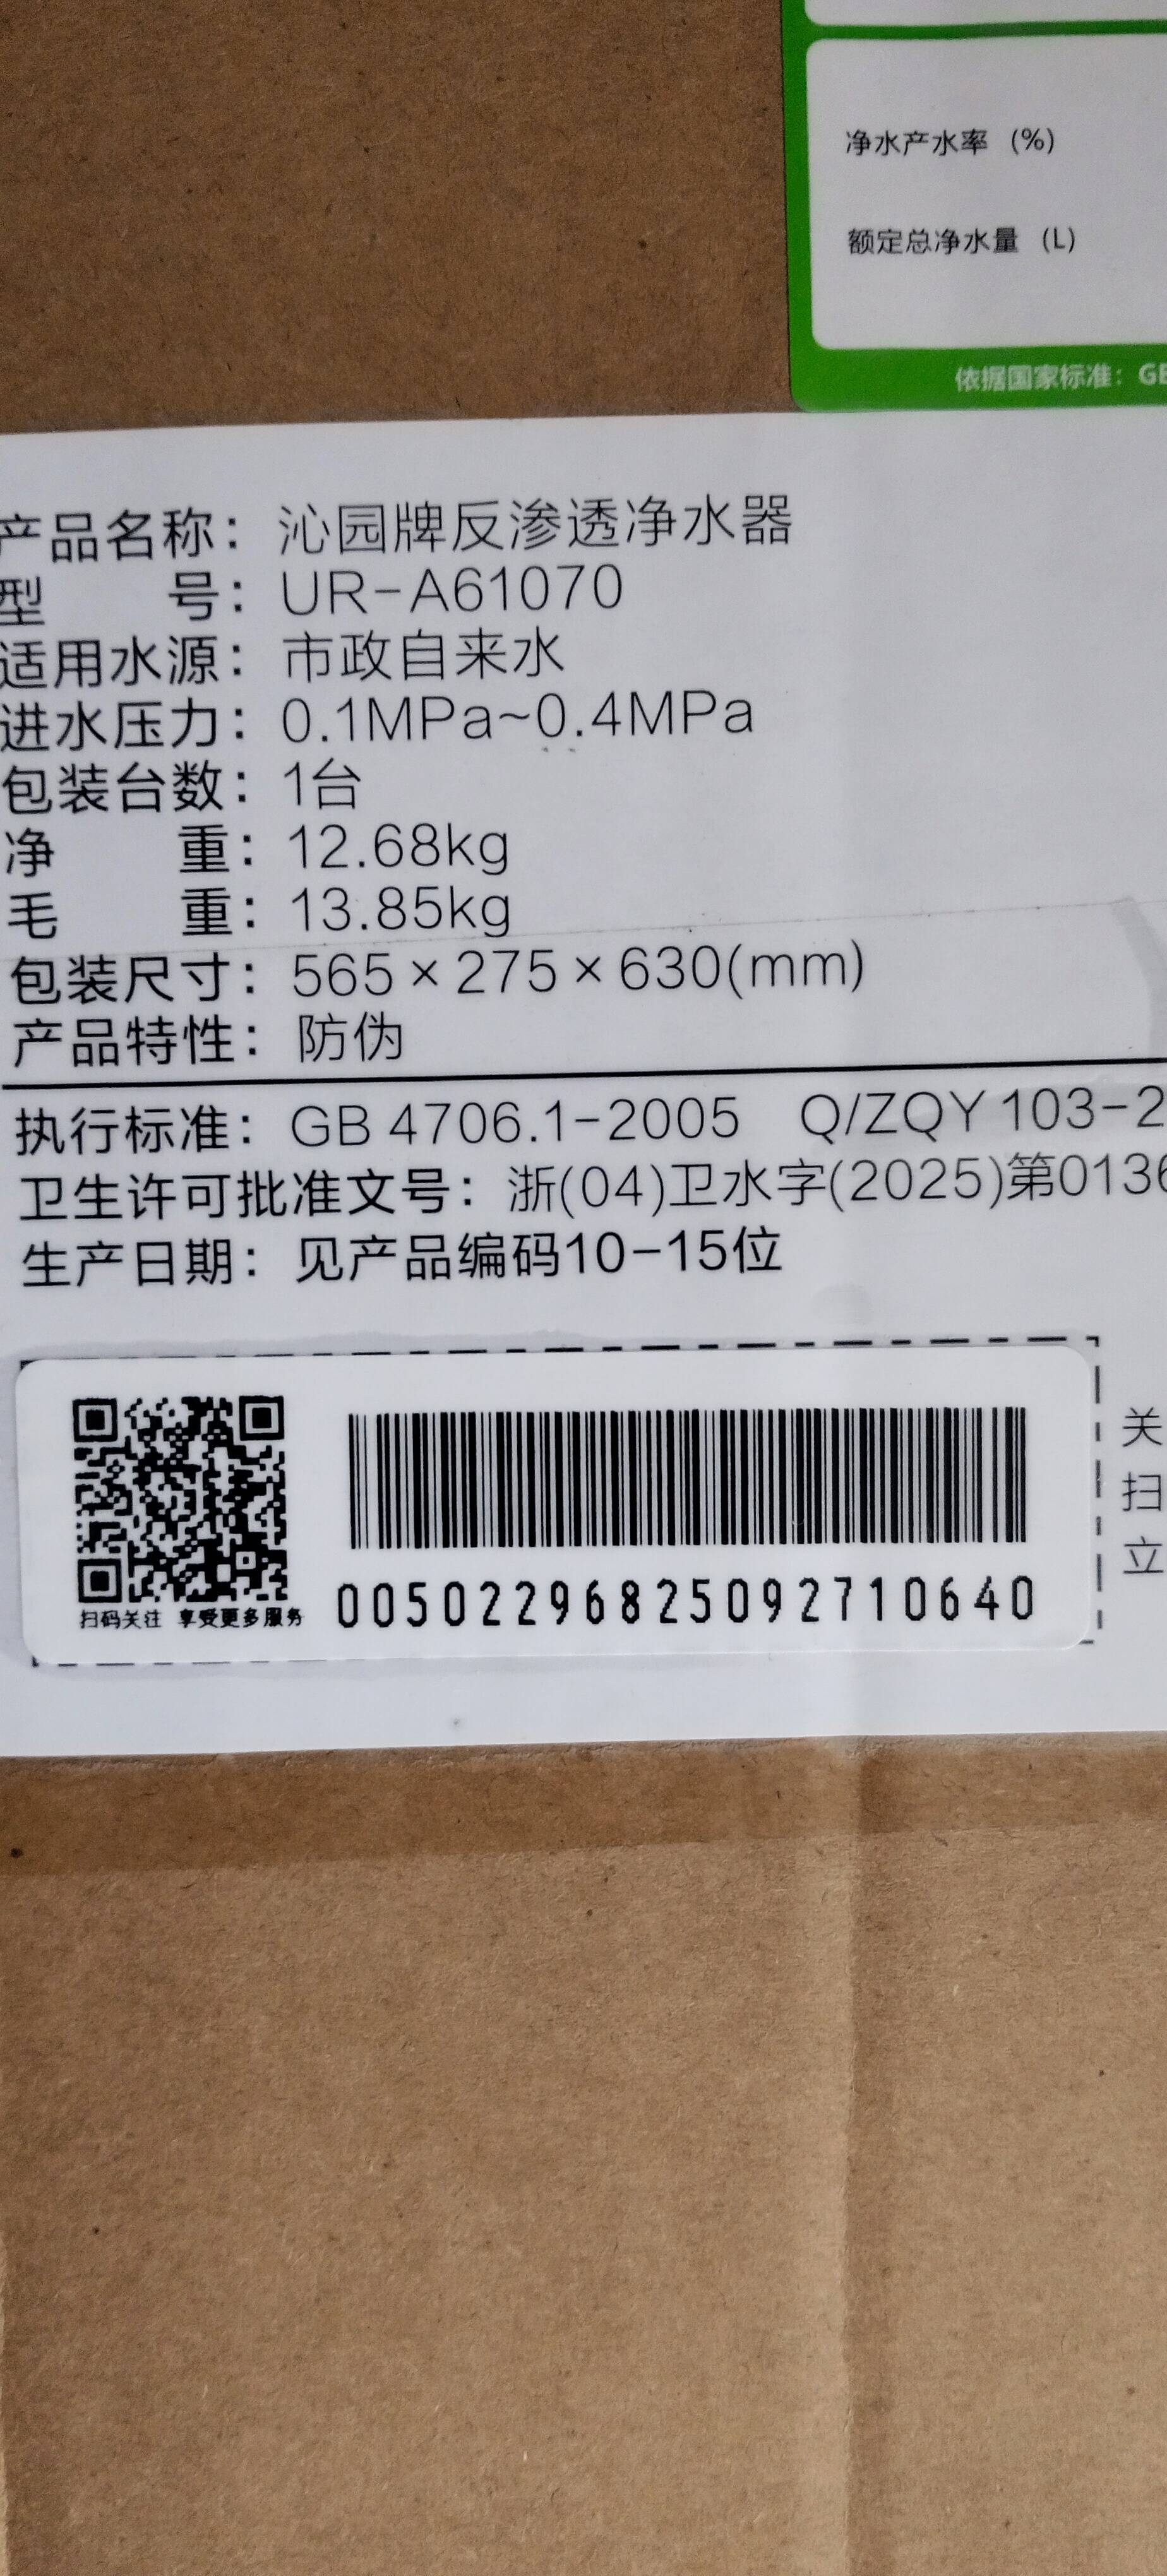 净水产水率 (%)
额定总净水量 (L)
依据国家标准：GB
产品名称：沁园牌反渗透净水器
型 号：UR-A61070
适用水源：市政自来水
进水压力：0.1MPa~0.4MPa
包装台数：1台
净 重：12.68kg
毛 重：13.85kg
包装尺寸：565×275×630(mm)
产品特性：防伪
执行标准：GB 4706.1-2005 Q/ZQY 103-2
卫生许可批准文号：浙(04)卫水字(2025)第0136
生产日期：见产品编码10-15位
关
扫
立
扫码关注 享受更多服务
00502296825092710640